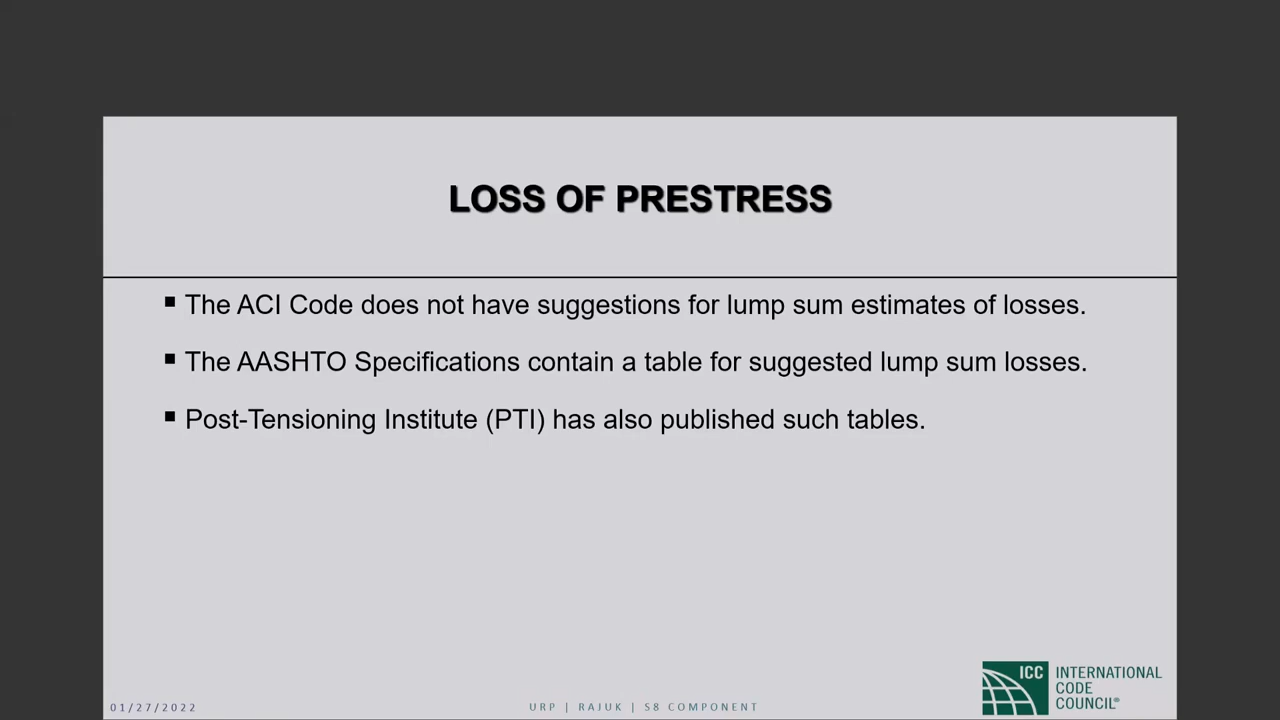 LOSS OF PRESTRESS
▪ The ACI Code does not have suggestions for lump sum estimates of losses.
▪ The AASHTO Specifications contain a table for suggested lump sum losses.
▪ Post-Tensioning Institute (PTI) has also published such tables.
ICC INTERNATIONAL
CODE
COUNCIL®
01/27/2022
URP | RAJUK | S8 COMPONENT